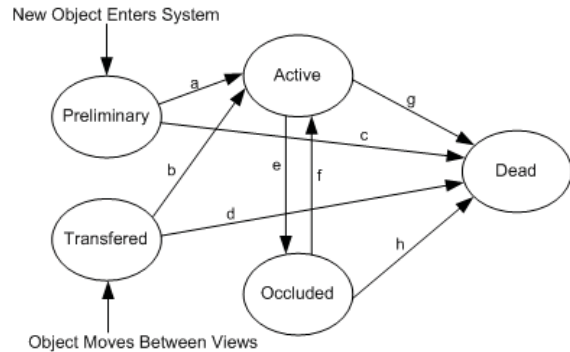 New Object Enters System
Active
a
g
Preliminary
c
b
e
f
Dead
d
Transfered
h
Occluded
Object Moves Between Views